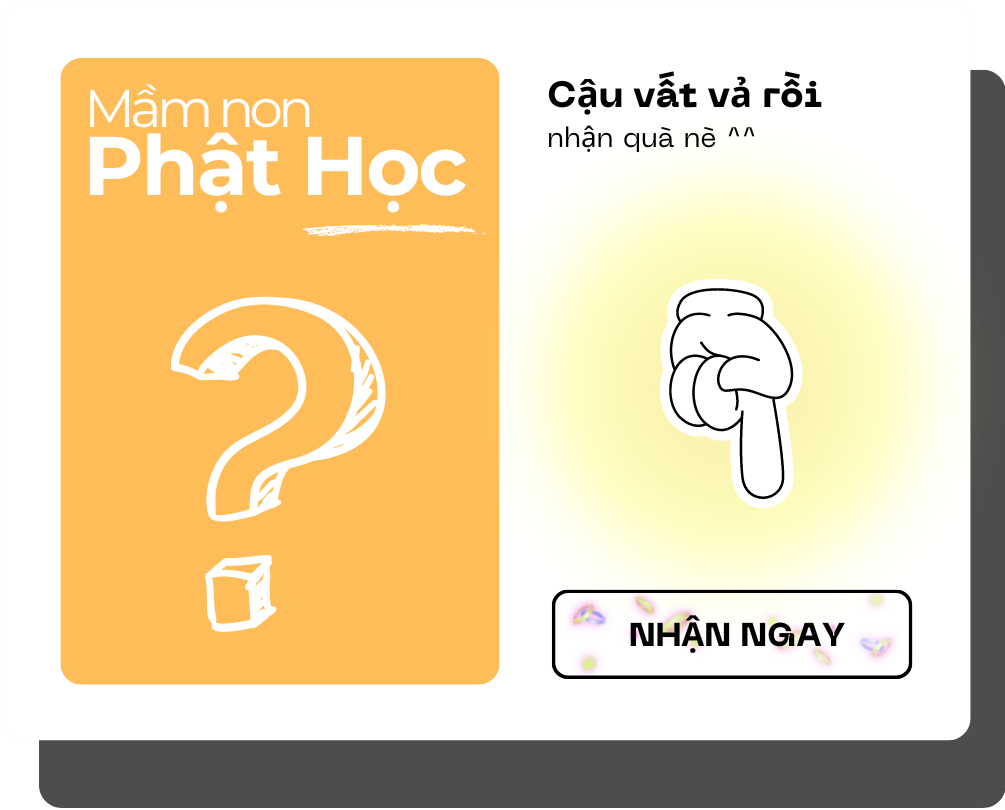 Mầm non
Phật Học
Cậu vất vả rồi
nhận quà nè ^^
NHẬN NGAY